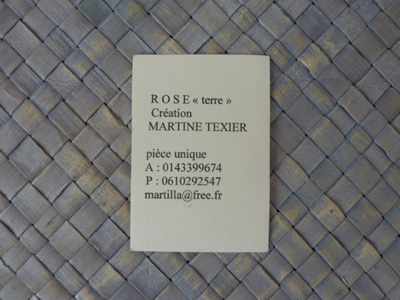 R O S E « terre »
Création
MARTINE TEXIER
pièce unique
A : 0143399674
P : 0610292547
martilla@free.fr